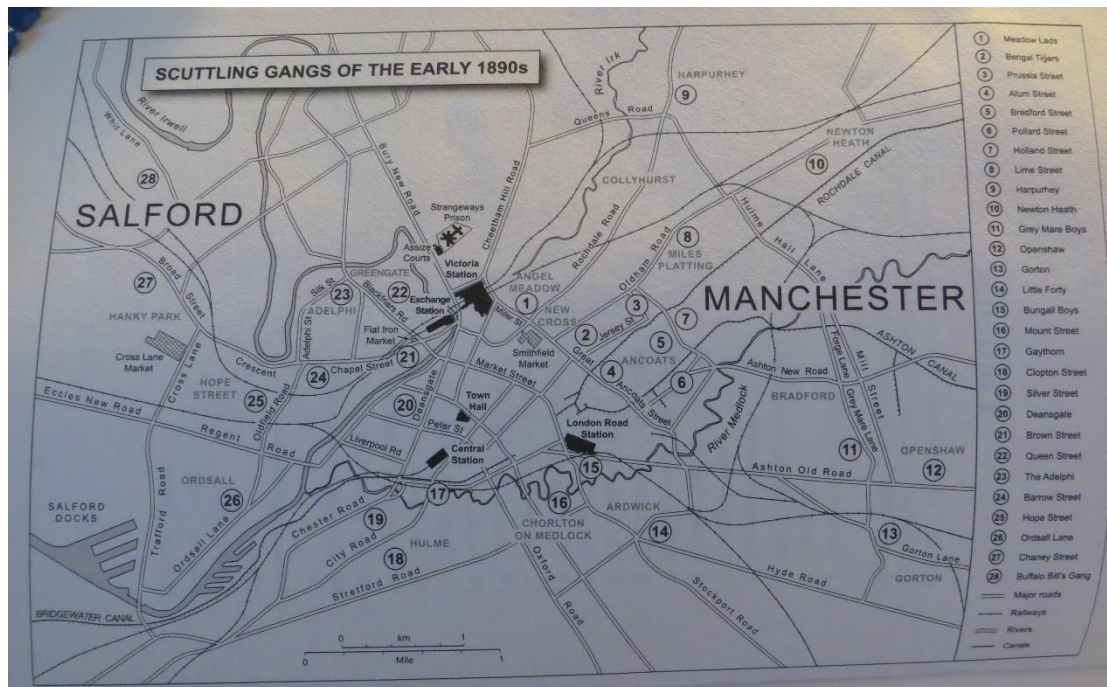 SCUTTLING GANGS OF THE EARLY 1890s
River Irwell
Whit Lane
28
SALFORD
27
Broad Street
HANKY PARK
Cross Lane
Market
Cross Lane
HOPE
STREET
25
Crescent
Eccles New Road
Regent Road
Oldfield Road
ORDSALL
26
SALFORD
DOCKS
Trafford Road
Ordsall Lane
BRIDGEWATER CANAL
Bury New Road
Strangeways
Prison
Assize
Courts
Victoria
Station
Cheetham Hill Road
GREENGATE
Silk St
23
22
Blackfriars Rd
Exchange
Station
ADELPHI
Adelphi St
Flat Iron
Market
21
24
Chapel Street
Deansgate
20
Market Street
Town
Hall
Peter St
Liverpool Rd
Central
Station
17
19
Chester Road
City Road
18
HULME
Stretford Road
River Irk
HARPURHEY
9
Queens Road
COLLYHURST
Rochdale Road
NEWTON
HEATH
10
ROCHDALE CANAL
Hulme Hall Lane
Oldham Road
8
MILES
PLATTING
ANGEL
MEADOW
1
Miller St
NEW
CROSS
Smithfield
Market
2
Jersey St
3
7
5
ANCOATS
4
Great Ancoats Street
6
MANCHESTER
ASHTON CANAL
Ashton New Road
BRADFORD
Forge Lane
Mill Street
Grey Mare Lane
River Medlock
London Road
Station
15
11
OPENSHAW
12
Ashton Old Road
16
CHORLTON
ON MEDLOCK
ARDWICK
14
13
Gorton Lane
GORTON
Hyde Road
Oxford Road
Stockport Road
0 km 1
0 Mile 1
1 Meadow Lads
2 Bengal Tigers
3 Prussia Street
4 Alum Street
5 Bradford Street
6 Pollard Street
7 Holland Street
8 Lime Street
9 Harpurhey
10 Newton Heath
11 Grey Mare Boys
12 Openshaw
13 Gorton
14 Little Forty
15 Bungall Boys
16 Mount Street
17 Gaythorn
18 Clopton Street
19 Silver Street
20 Deansgate
21 Brown Street
22 Queen Street
23 The Adelphi
24 Barrow Street
25 Hope Street
26 Ordsall Lane
27 Chaney Street
28 Buffalo Bill's Gang
Major roads
Railways
Rivers
Canals